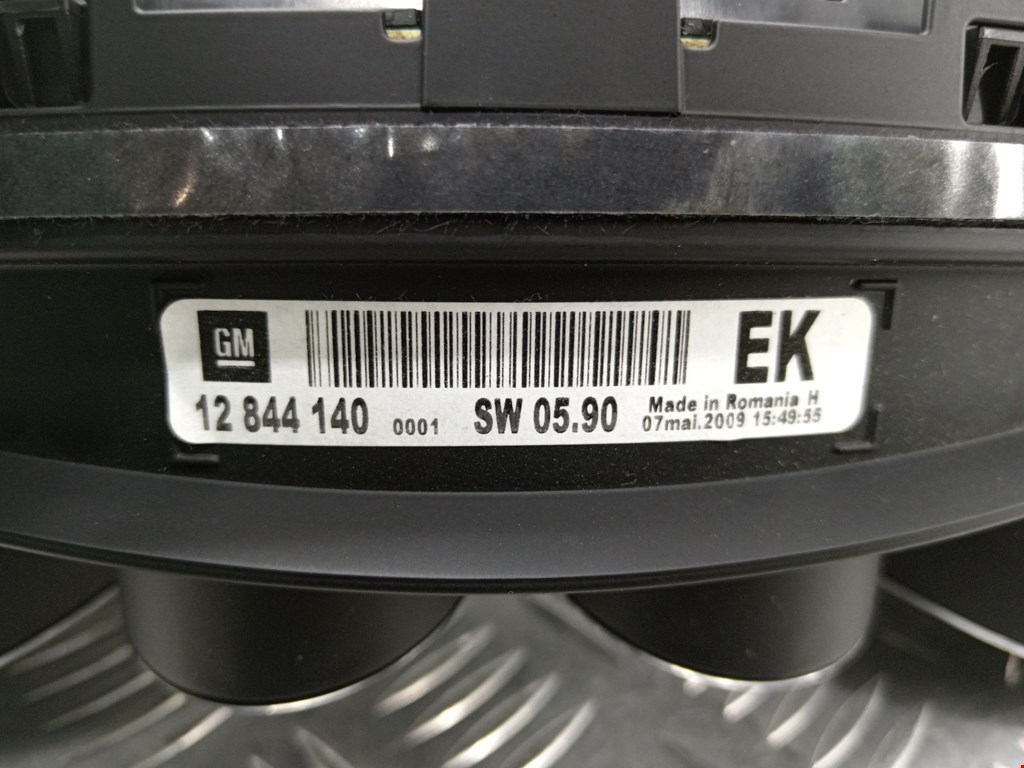 GM
EK
12 844 140 0001 SW 05.90
Made in Romania H
07mai.2009 15:49:55